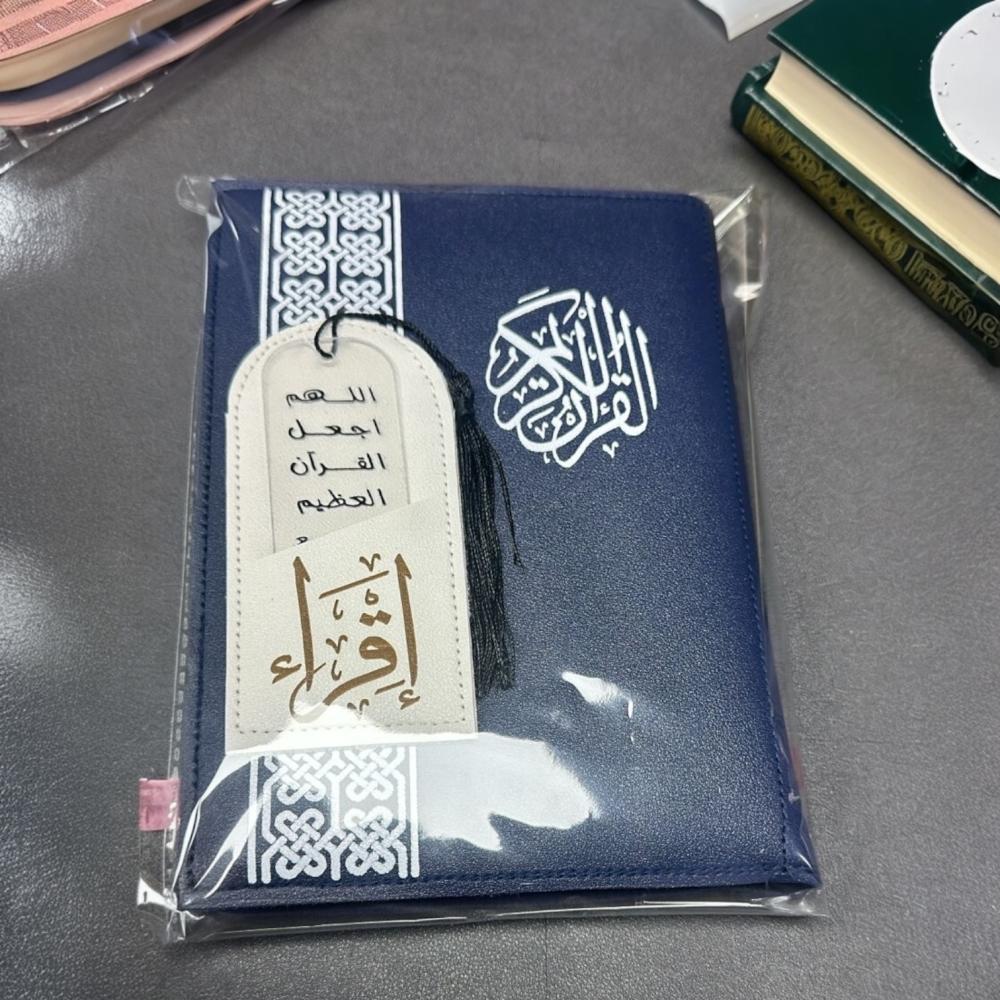 القرآن الكريم
اللهم
اجعل
القرآن
العظيم
إقرأ